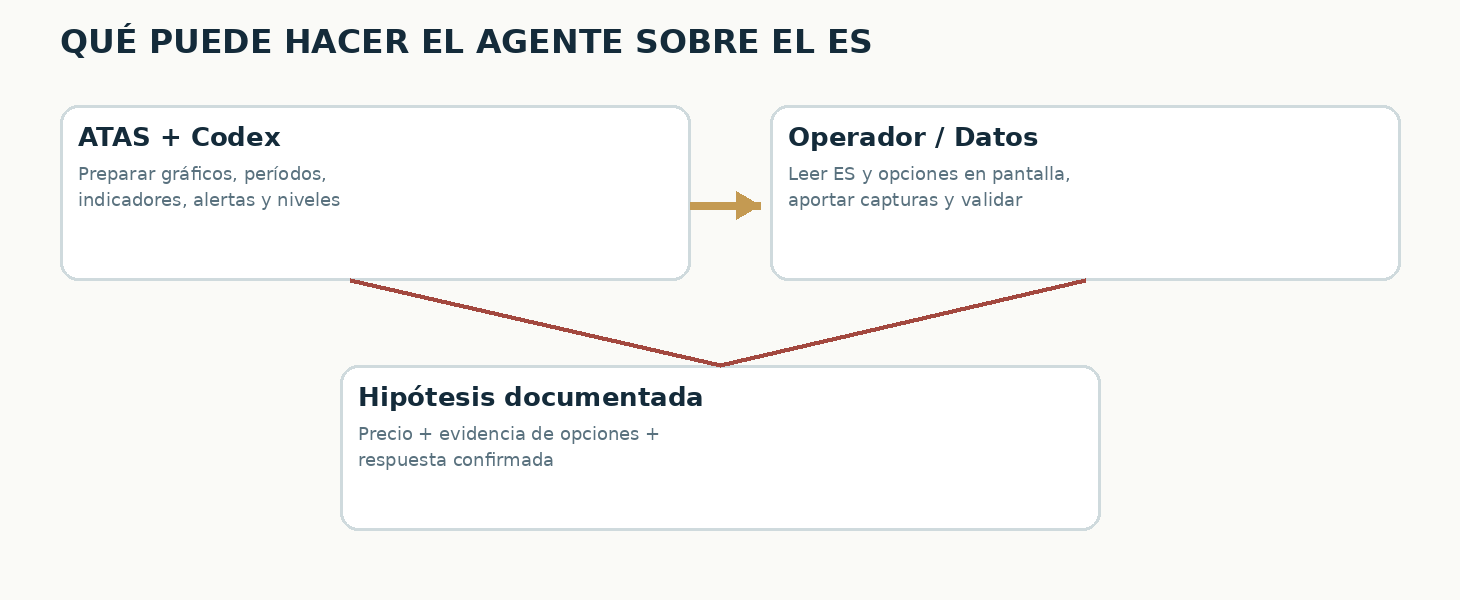 QUÉ PUEDE HACER EL AGENTE SOBRE EL ES
ATAS + Codex
Preparar gráficos, períodos,
indicadores, alertas y niveles
Operador / Datos
Leer ES y opciones en pantalla,
aportar capturas y validar
Hipótesis documentada
Precio + evidencia de opciones +
respuesta confirmada